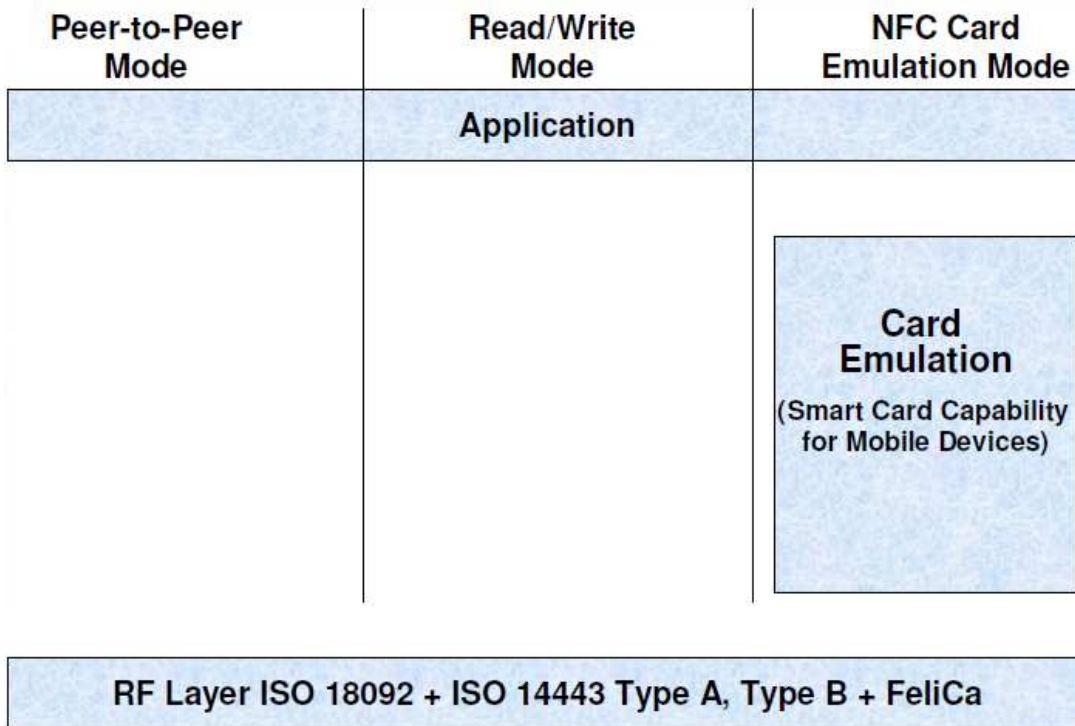 Peer-to-Peer
Mode
Read/Write
Mode
NFC Card
Emulation Mode
Application
Card
Emulation
(Smart Card Capability
for Mobile Devices)
RF Layer ISO 18092 + ISO 14443 Type A, Type B + FeliCa